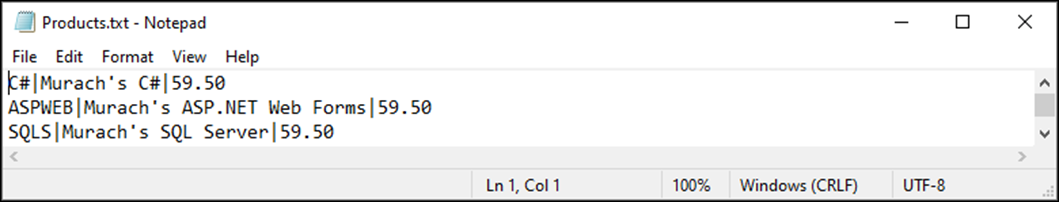 Products.txt - Notepad
File Edit Format View Help
C#|Murach's C#|59.50
ASPWEB|Murach's ASP.NET Web Forms|59.50
SQLS|Murach's SQL Server|59.50
Ln 1, Col 1 100% Windows (CRLF) UTF-8